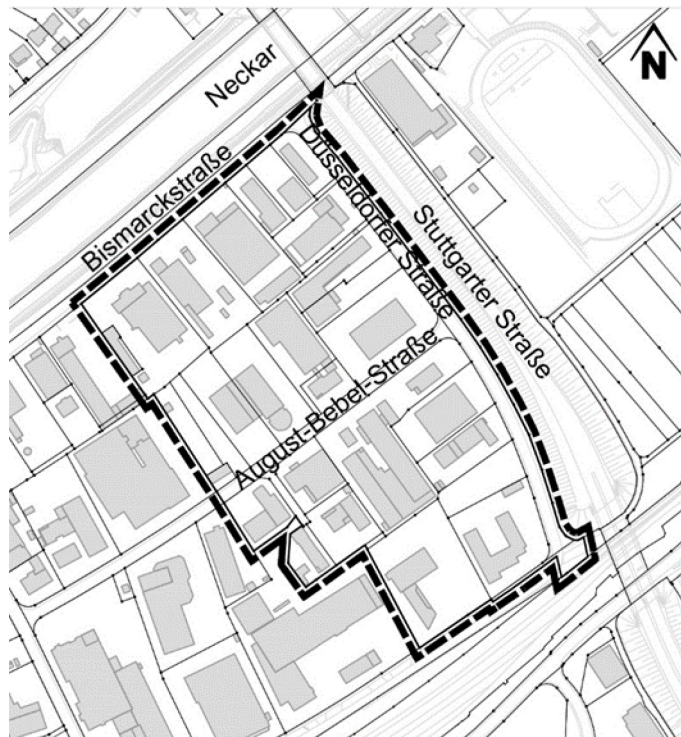 Neckar
N
Bismarckstraße
Düsseldorfer Straße
Stuttgarter Straße
August-Bebel-Straße